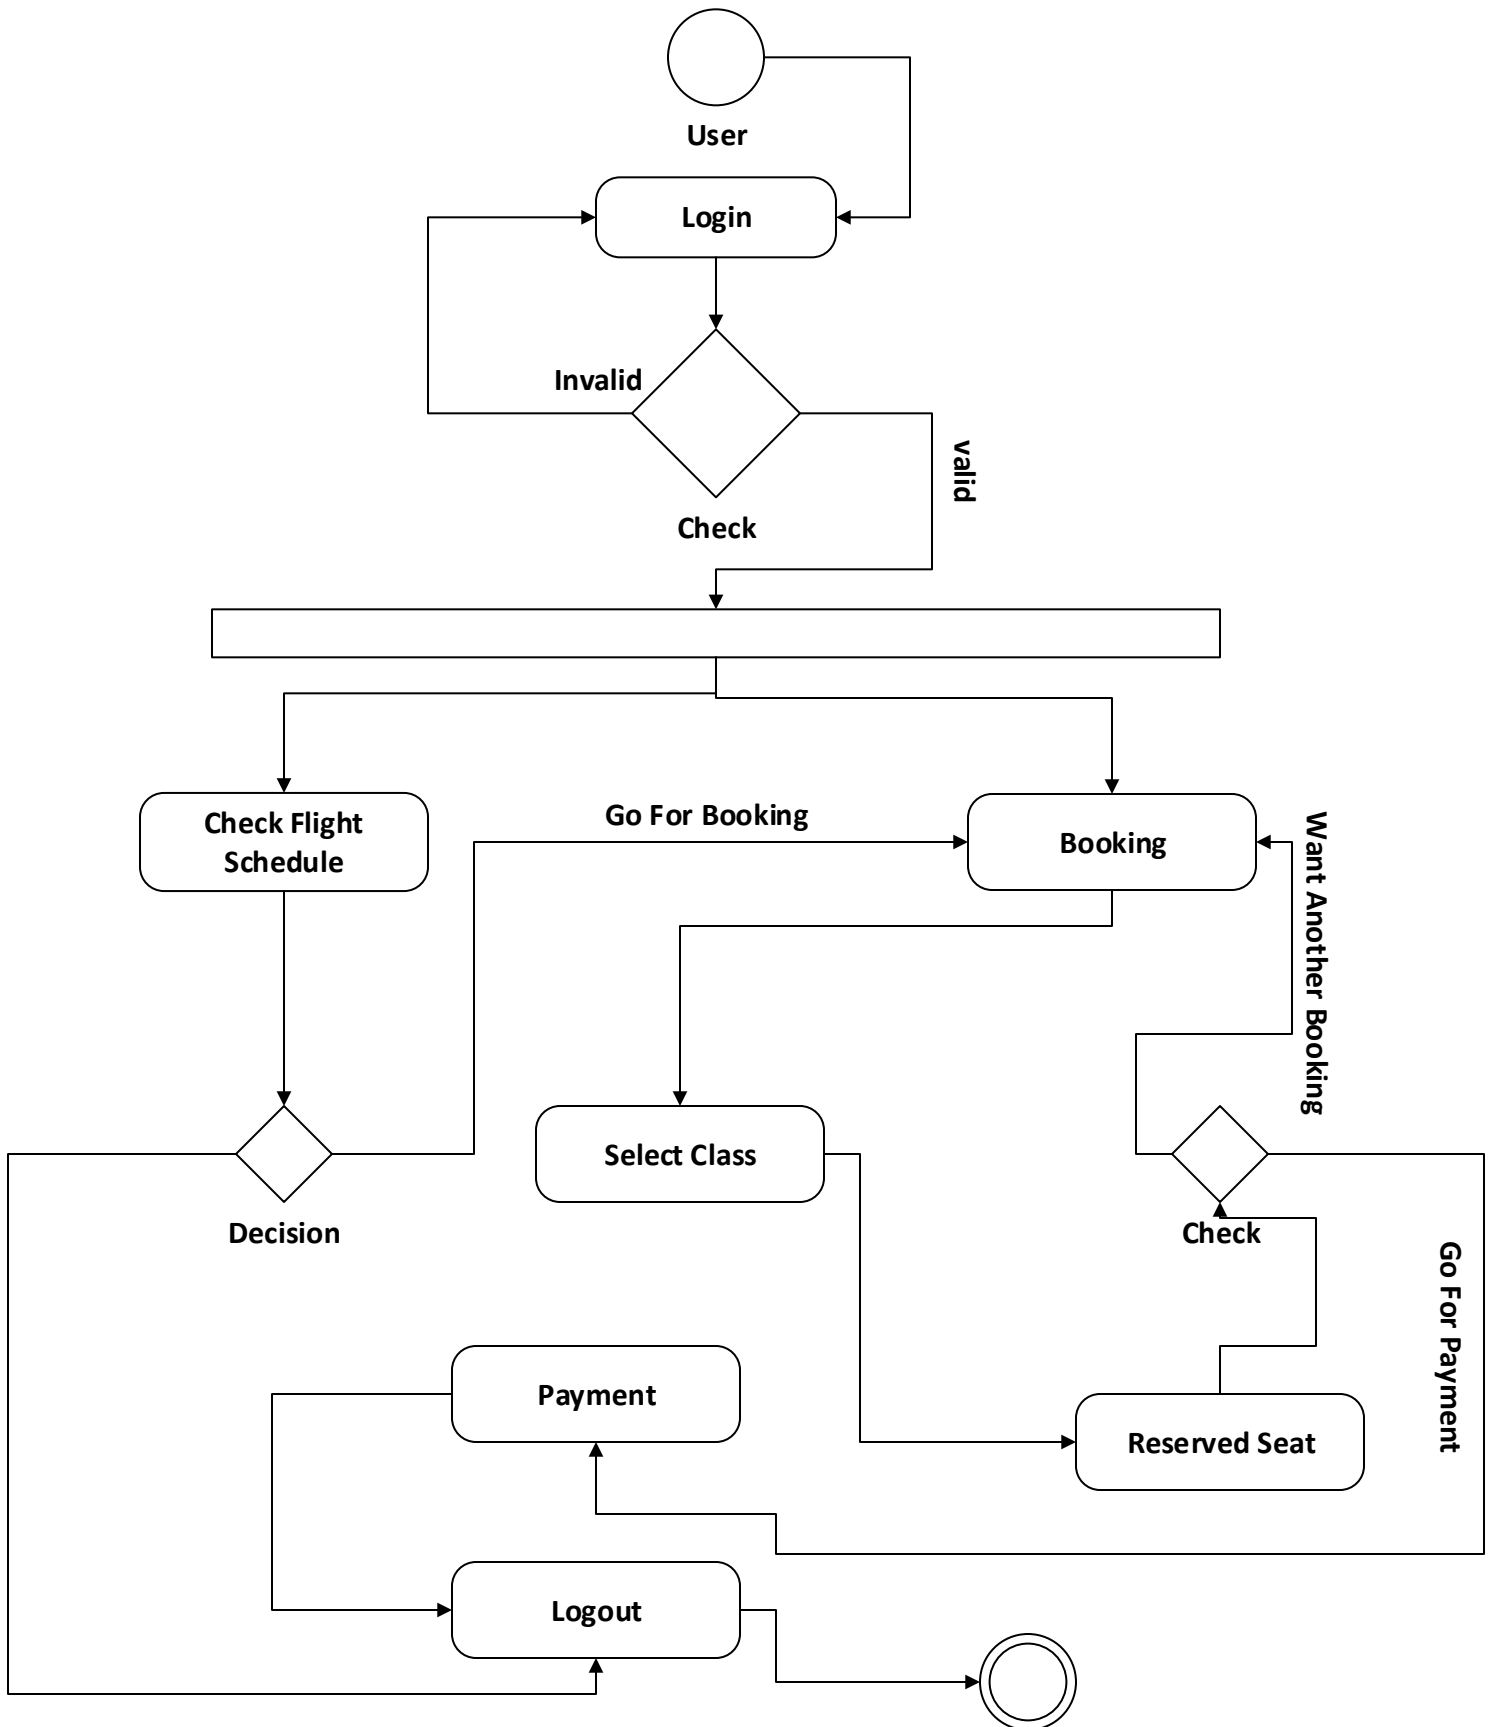 User
Login
Invalid
valid
Check
Check Flight
Schedule
Go For Booking
Booking
Want Another Booking
Select Class
Decision
Check
Go For Payment
Payment
Reserved Seat
Logout